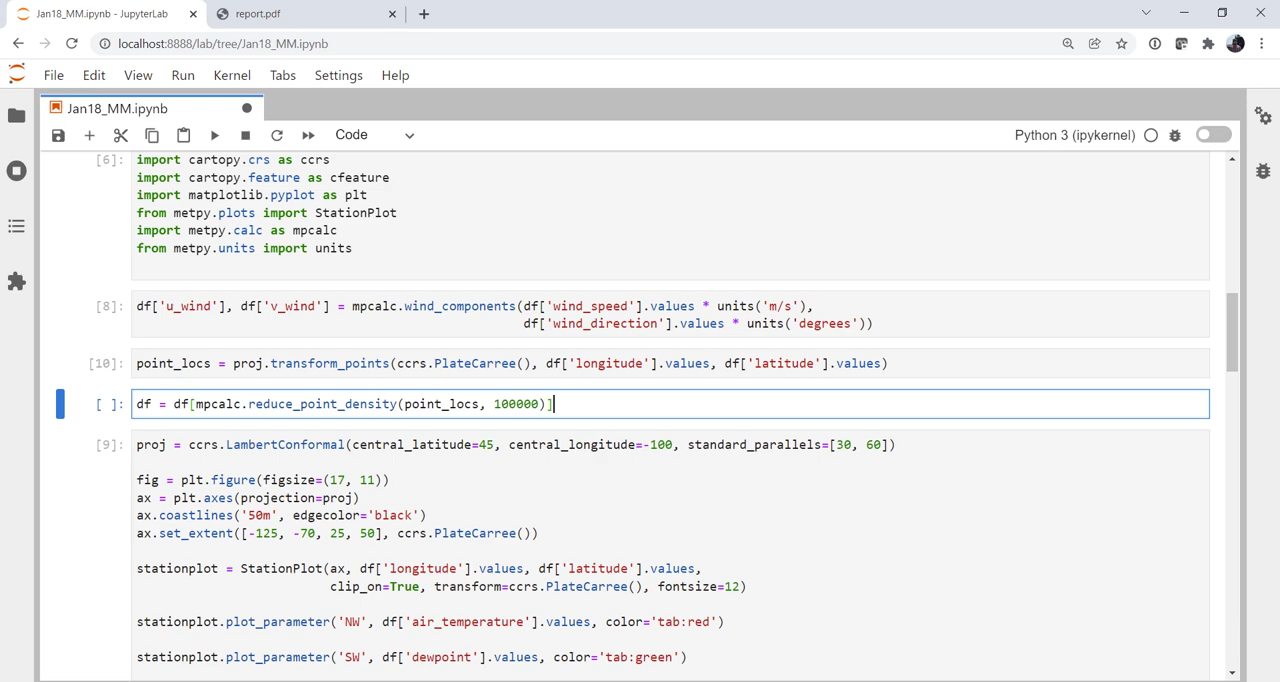 Jan18_MM.ipynb - JupyterLab
report.pdf
localhost:8888/lab/tree/Jan18_MM.ipynb
File Edit View Run Kernel Tabs Settings Help
Jan18_MM.ipynb
Code
Python 3 (ipykernel)
[6]: import cartopy.crs as ccrs
import cartopy.feature as cfeature
import matplotlib.pyplot as plt
from metpy.plots import StationPlot
import metpy.calc as mpcalc
from metpy.units import units
[8]: df['u_wind'], df['v_wind'] = mpcalc.wind_components(df['wind_speed'].values * units('m/s'),
df['wind_direction'].values * units('degrees'))
[10]: point_locs = proj.transform_points(ccrs.PlateCarree(), df['longitude'].values, df['latitude'].values)
[ ]: df = df[mpcalc.reduce_point_density(point_locs, 100000)]
[9]: proj = ccrs.LambertConformal(central_latitude=45, central_longitude=-100, standard_parallels=[30, 60])
fig = plt.figure(figsize=(17, 11))
ax = plt.axes(projection=proj)
ax.coastlines('50m', edgecolor='black')
ax.set_extent([-125, -70, 25, 50], ccrs.PlateCarree())
stationplot = StationPlot(ax, df['longitude'].values, df['latitude'].values,
clip_on=True, transform=ccrs.PlateCarree(), fontsize=12)
stationplot.plot_parameter('NW', df['air_temperature'].values, color='tab:red')
stationplot.plot_parameter('SW', df['dewpoint'].values, color='tab:green')